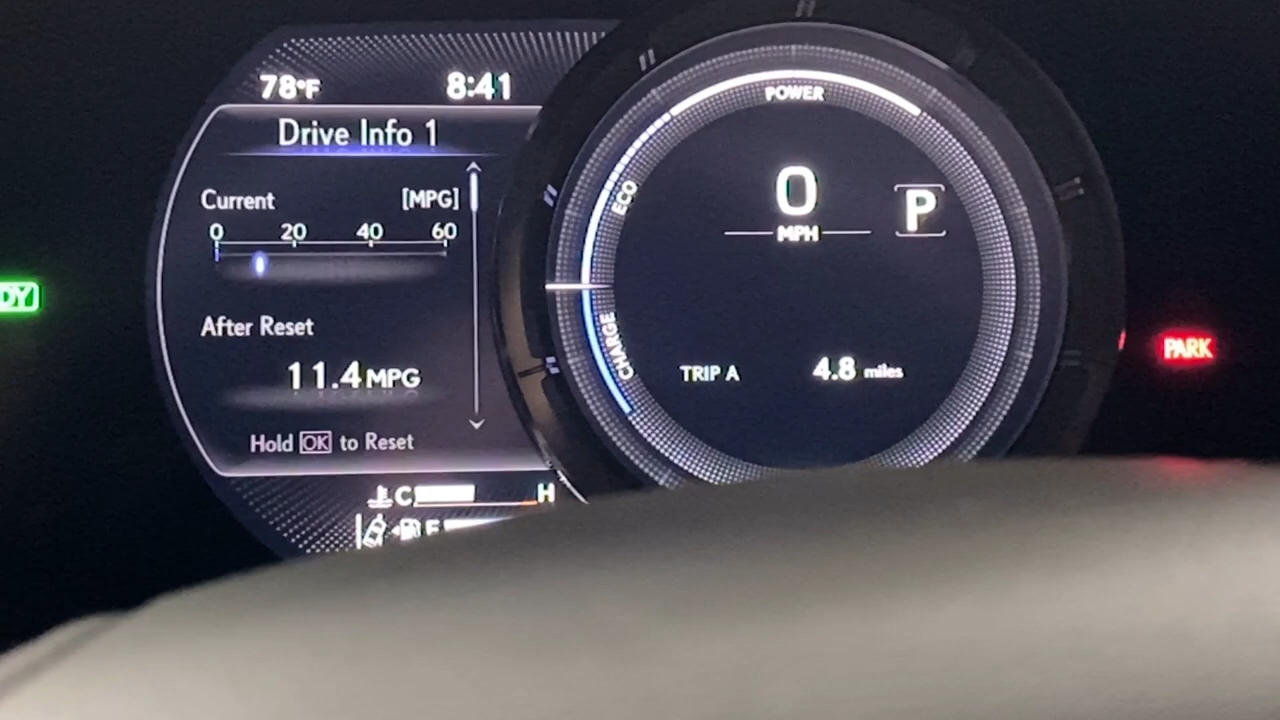 78°F 8:41
Drive Info 1
Current [MPG]
0 20 40 60
After Reset
11.4 MPG
Hold OK to Reset
C H
POWER
ECO
CHARGE
0
MPH
P
TRIP A 4.8 miles
PARK